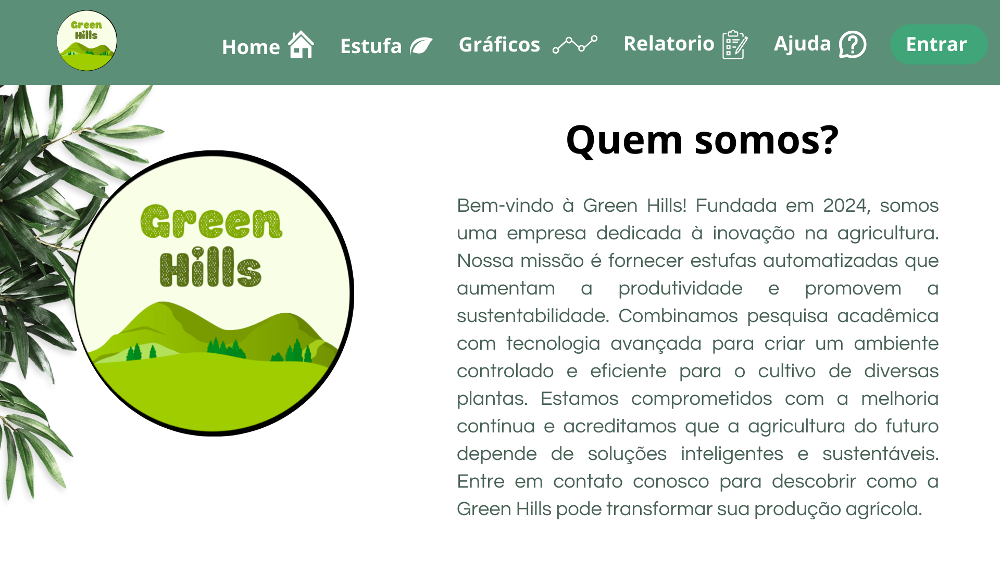 Green
Hills
Home
Estufa
Gráficos
Relatorio
Ajuda
Entrar
Quem somos?
Green
Hills
Bem-vindo à Green Hills! Fundada em 2024, somos
uma empresa dedicada à inovação na agricultura.
Nossa missão é fornecer estufas automatizadas que
aumentam a produtividade e promovem a
sustentabilidade. Combinamos pesquisa acadêmica
com tecnologia avançada para criar um ambiente
controlado e eficiente para o cultivo de diversas
plantas. Estamos comprometidos com a melhoria
contínua e acreditamos que a agricultura do futuro
depende de soluções inteligentes e sustentáveis.
Entre em contato conosco para descobrir como a
Green Hills pode transformar sua produção agrícola.